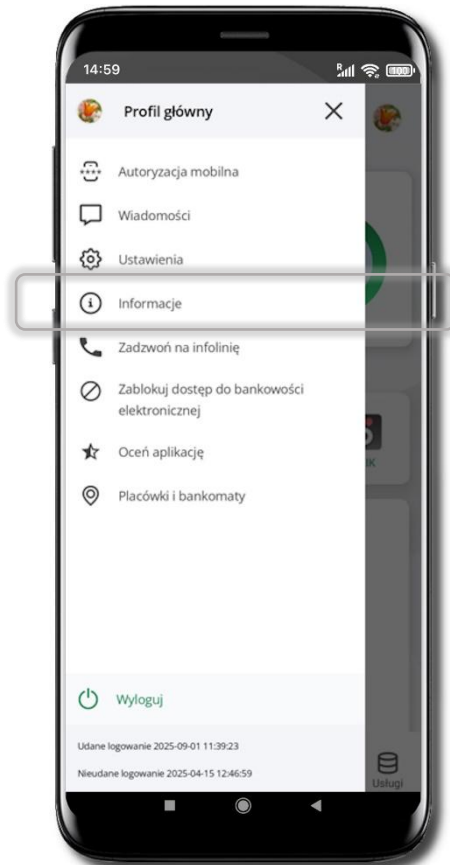 14:59
Profil główny
Autoryzacja mobilna
Wiadomości
Ustawienia
Informacje
Zadzwoń na infolinię
Zablokuj dostęp do bankowości
elektronicznej
Oceń aplikację
Placówki i bankomaty
Wyloguj
Udane logowanie 2025-09-01 11:39:23
Nieudane logowanie 2025-04-15 12:46:59
Usługi